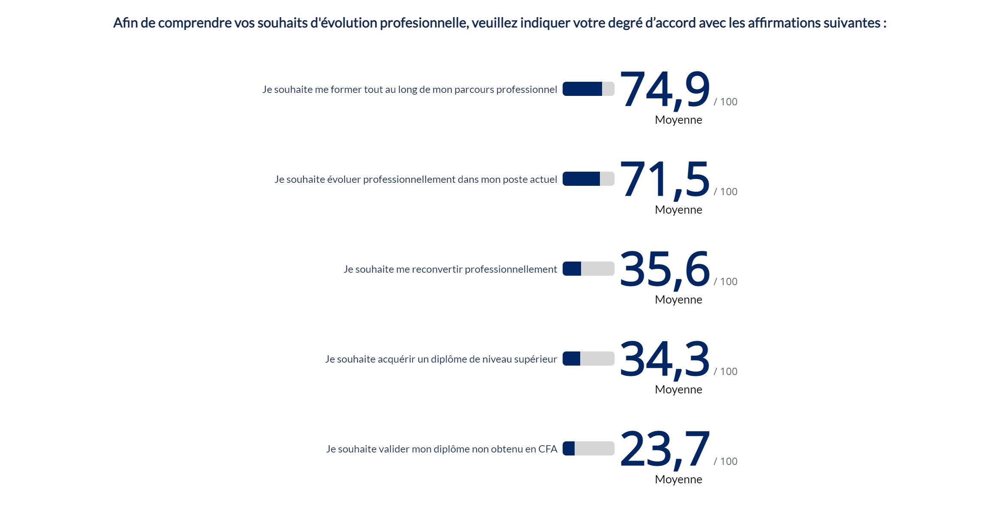 Afin de comprendre vos souhaits d'évolution profesionnelle, veuillez indiquer votre degré d’accord avec les affirmations suivantes :
Je souhaite me former tout au long de mon parcours professionnel 74,9 / 100
Moyenne
Je souhaite évoluer professionnellement dans mon poste actuel 71,5 / 100
Moyenne
Je souhaite me reconvertir professionnellement 35,6 / 100
Moyenne
Je souhaite acquérir un diplôme de niveau supérieur 34,3 / 100
Moyenne
Je souhaite valider mon diplôme non obtenu en CFA 23,7 / 100
Moyenne